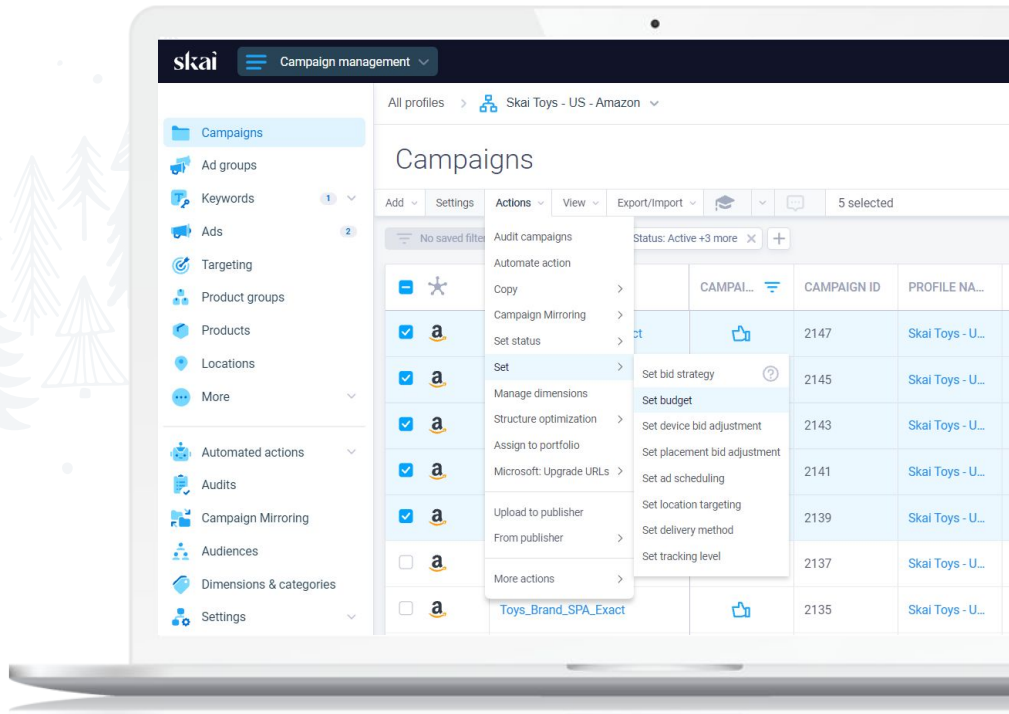 skai
Campaign management
All profiles > Skai Toys - US - Amazon
Campaigns
Ad groups
Keywords 1
Ads 2
Targeting
Product groups
Products
Locations
More
Automated actions
Audits
Campaign Mirroring
Audiences
Dimensions & categories
Settings
Campaigns
Add Settings Actions View Export/Import 5 selected
No saved filte
Status: Active +3 more
CAMPAI... CAMPAIGN ID PROFILE NA...
ct 2147 Skai Toys - U...
2145 Skai Toys - U...
2143 Skai Toys - U...
2141 Skai Toys - U...
2139 Skai Toys - U...
2137 Skai Toys - U...
Toys_Brand_SPA_Exact 2135 Skai Toys - U...
Audit campaigns
Automate action
Copy
Campaign Mirroring
Set status
Set
Manage dimensions
Structure optimization
Assign to portfolio
Microsoft: Upgrade URLs
Upload to publisher
From publisher
More actions
Set bid strategy ?
Set budget
Set device bid adjustment
Set placement bid adjustment
Set ad scheduling
Set location targeting
Set delivery method
Set tracking level